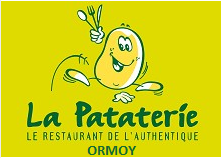 La Pataterie
LE RESTAURANT DE L'AUTHENTIQUE
ORMOY